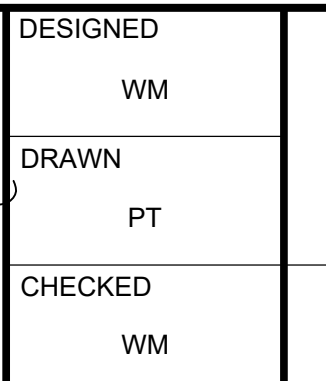 DESIGNED
WM
DRAWN
PT
CHECKED
WM